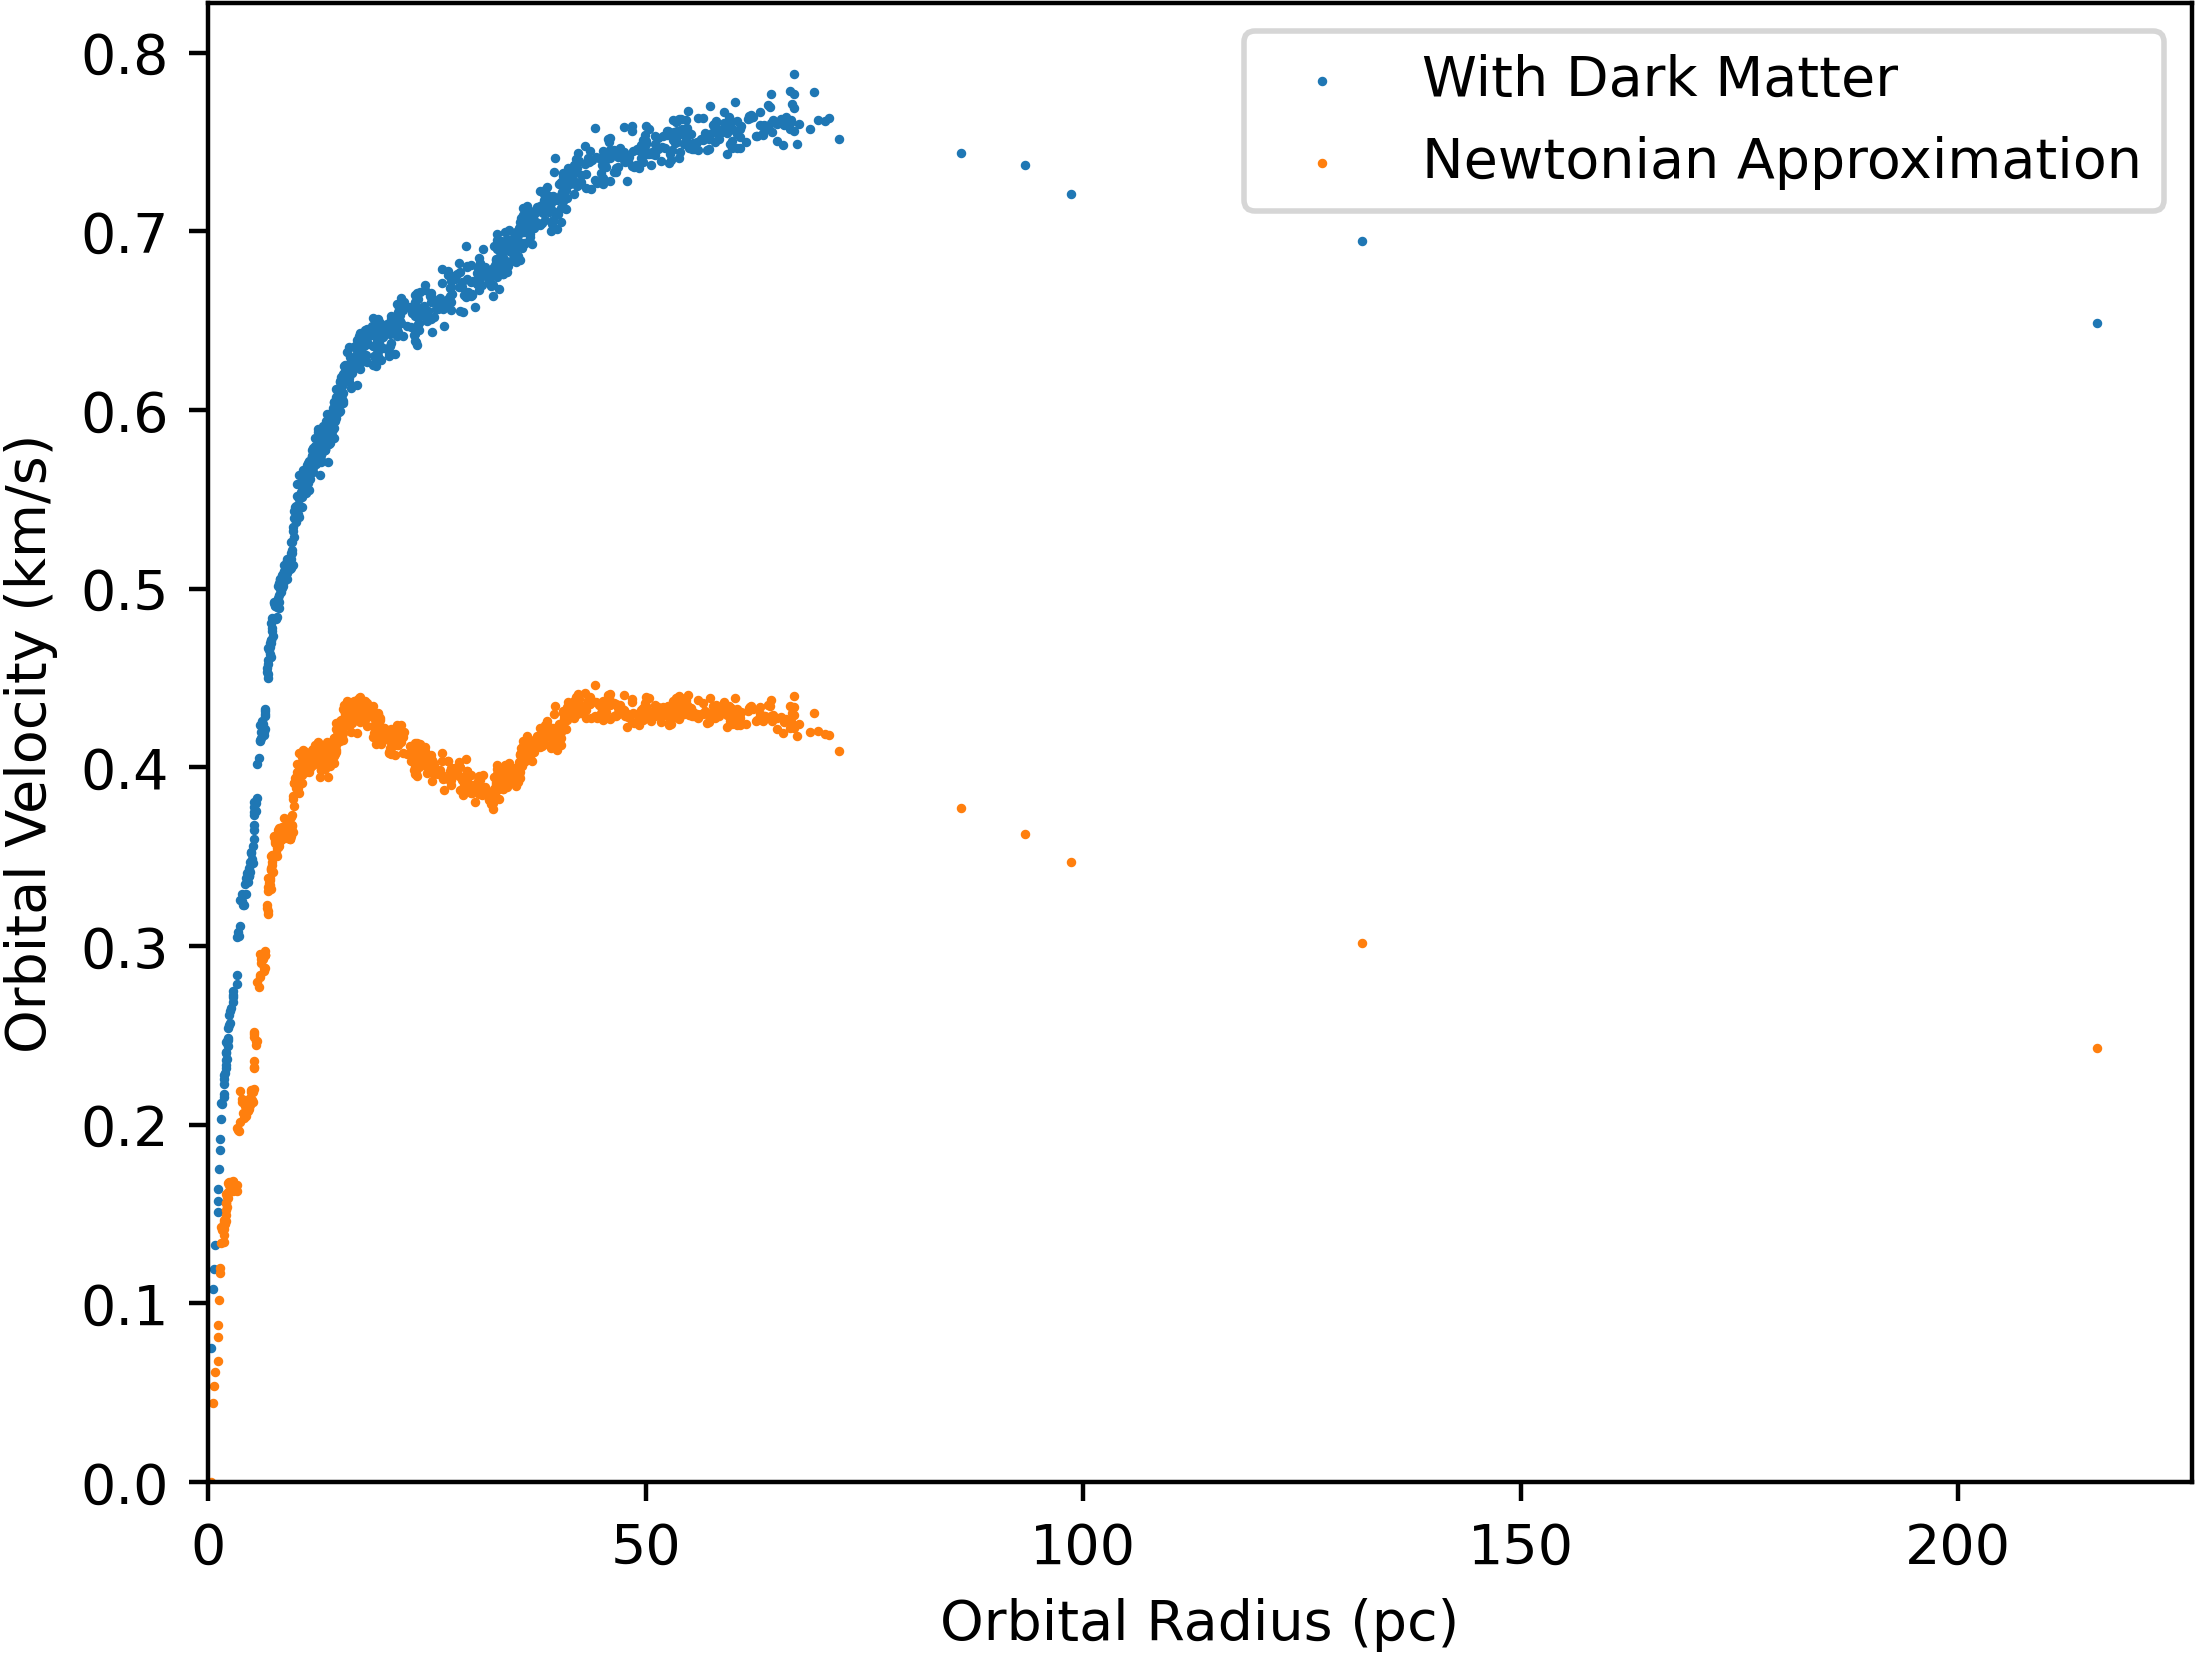 With Dark Matter
Newtonian Approximation
Orbital Velocity (km/s)
0.8
0.7
0.6
0.5
0.4
0.3
0.2
0.1
0.0
0 50 100 150 200
Orbital Radius (pc)